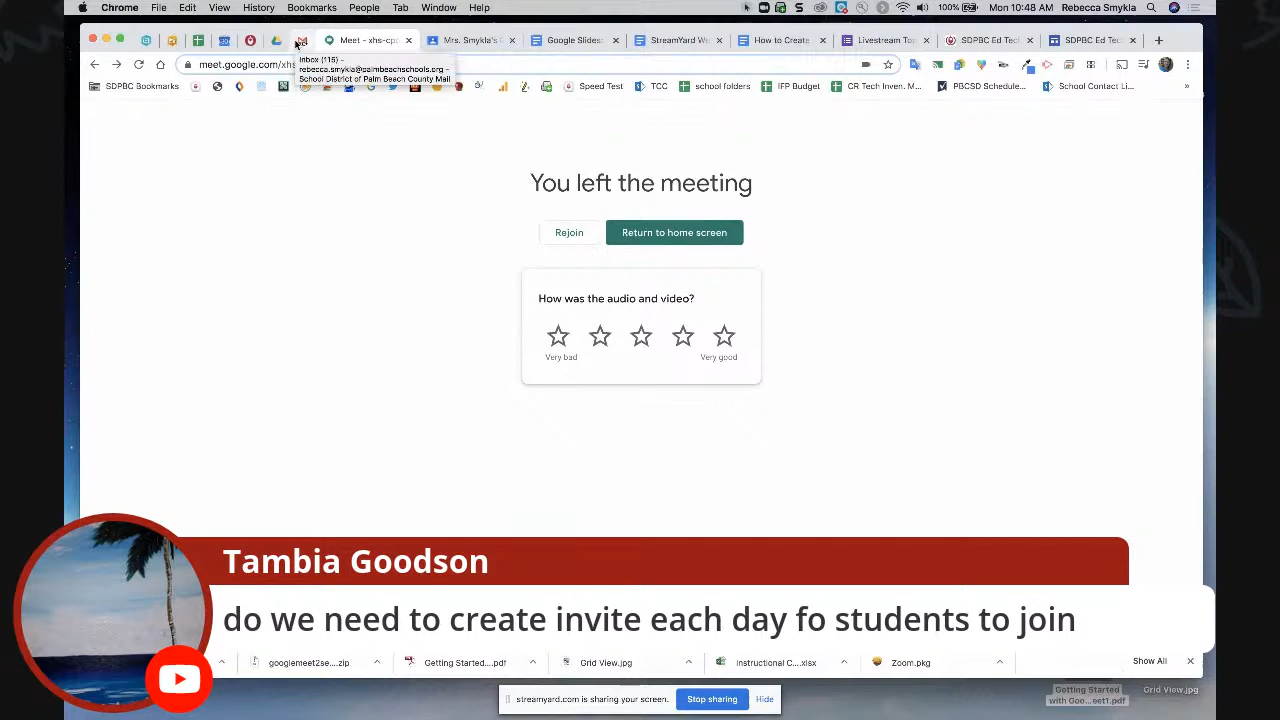 Chrome File Edit View History Bookmarks People Tab Window Help 100% Mon 10:48 AM Rebecca Smykla
Meet - xhs-cpc Mrs. Smykla's C Google Slides: StreamYard We How to Create Livestream Top SDPBC Ed Tech SDPBC Ed Tech
meet.google.com/xhs
Inbox (115) -
rebecca.smykla@palmbeachschools.org -
School District of Palm Beach County Mail
SDPBC Bookmarks Speed Test TCC school folders IFP Budget CR Tech Inven. M... PBCSD Schedule... School Contact Li... »
You left the meeting
Rejoin Return to home screen
How was the audio and video?
Very bad Very good
Tambia Goodson
do we need to create invite each day fo students to join
googlemeet2se....zip Getting Started....pdf Grid View.jpg Instructional C....xlsx Zoom.pkg Show All
streamyard.com is sharing your screen. Stop sharing Hide
Getting Started Grid View.jpg
with Goo...eet1.pdf